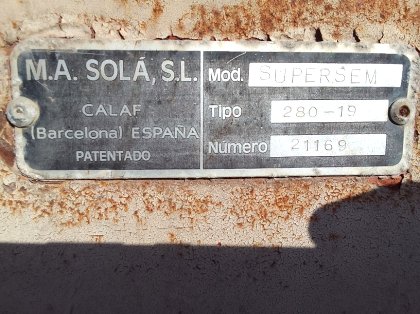 M.A. SOLÁ, S.L.
CALAF
(Barcelona) ESPAÑA
PATENTADO
Mod. SUPERSEM
Tipo 280-19
Número 21169